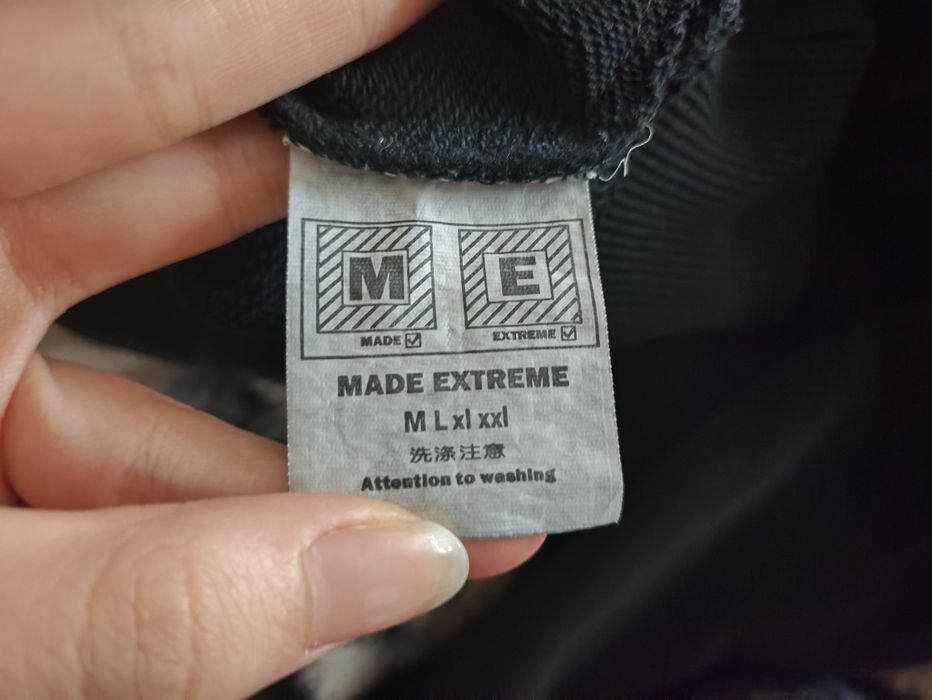 M E
MADE ☑ EXTREME ☑
MADE EXTREME
M L xl xxl
洗涤注意
Attention to washing